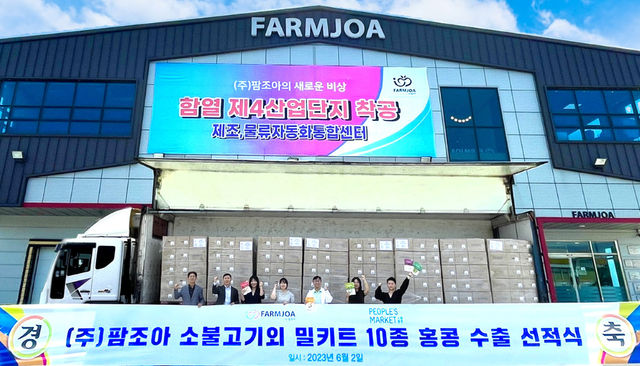 FARMJOA
(주)팜조아의 새로운 비상
함열 제4산업단지 착공
제조,물류자동화통합센터
FARMJOA
FARMJOA
FARMJOA
PEOPLE'S MARKET
경 (주)팜조아 소불고기외 밀키트 10종 홍콩 수출 선적식 축
일시 : 2023년 6월 2일